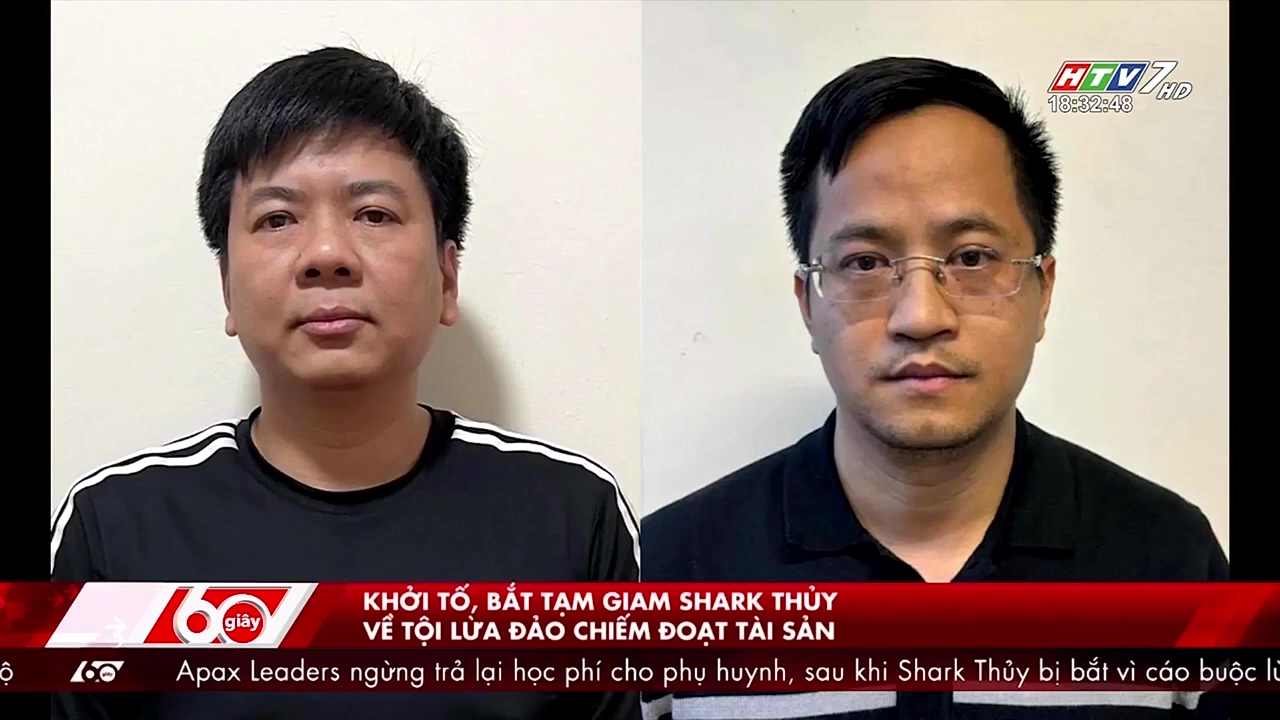 HTV7 HD
18:32:48
60 giây
KHỞI TỐ, BẮT TẠM GIAM SHARK THỦY
VỀ TỘI LỪA ĐẢO CHIẾM ĐOẠT TÀI SẢN
60 giây Apax Leaders ngừng trả lại học phí cho phụ huynh, sau khi Shark Thủy bị bắt vì cáo buộc